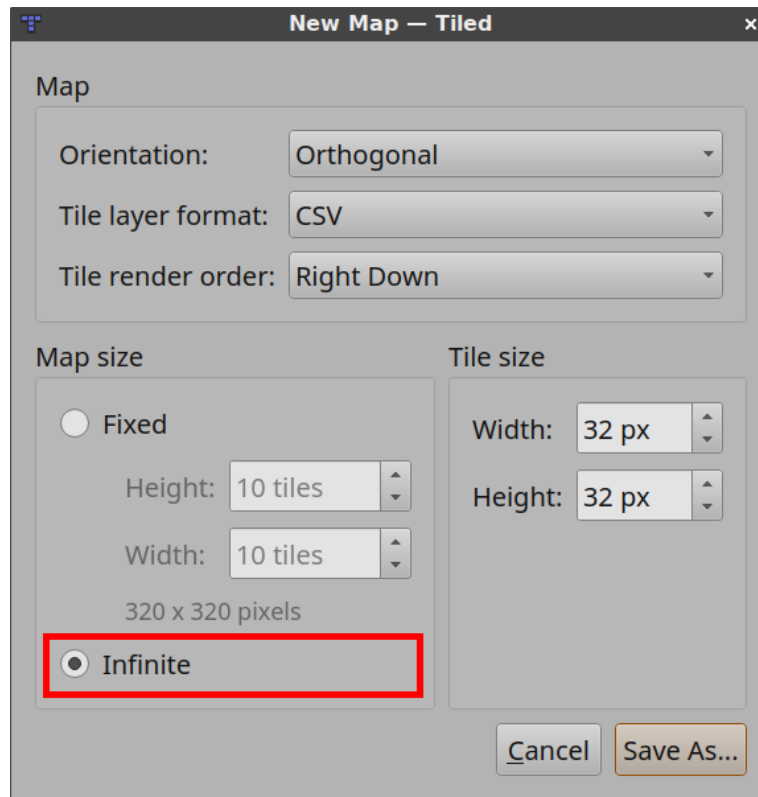 New Map — Tiled
Map
Orientation: Orthogonal
Tile layer format: CSV
Tile render order: Right Down
Map size
Fixed
Height: 10 tiles
Width: 10 tiles
320 x 320 pixels
Infinite
Tile size
Width: 32 px
Height: 32 px
Cancel
Save As...